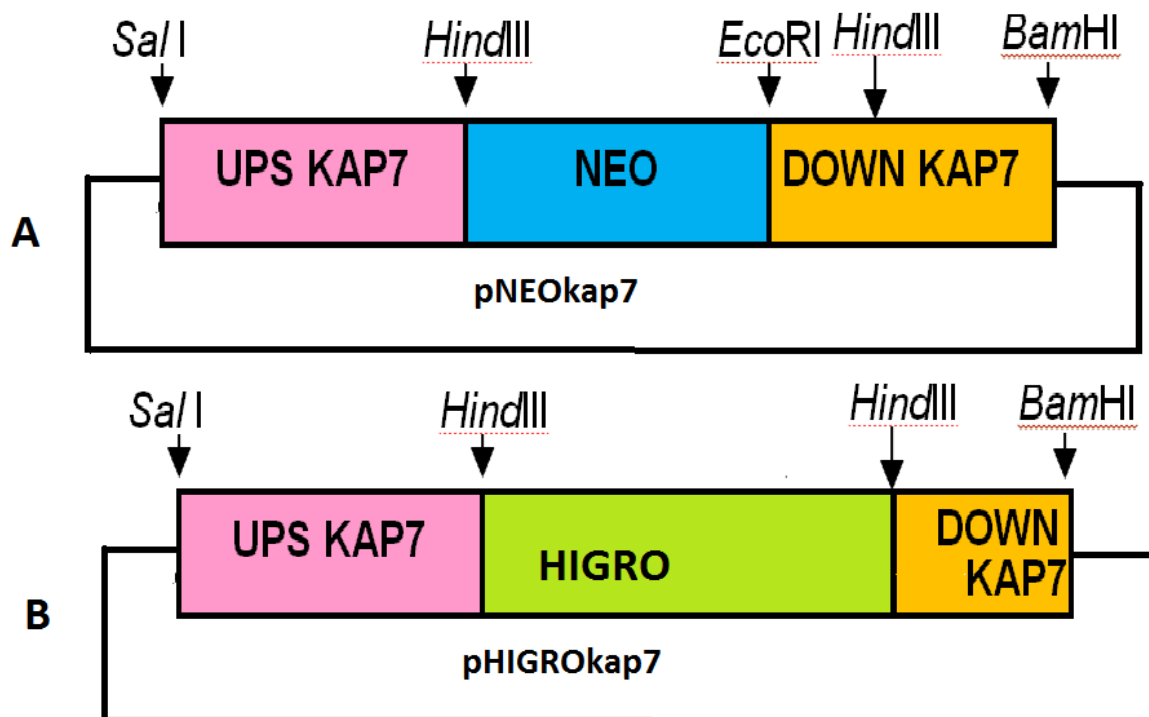 Sal I HindIII EcoRI HindIII BamHI
UPS KAP7 NEO DOWN KAP7
A
pNEOkap7
Sal I HindIII HindIII BamHI
UPS KAP7 HIGRO DOWN
KAP7
B
pHIGROkap7